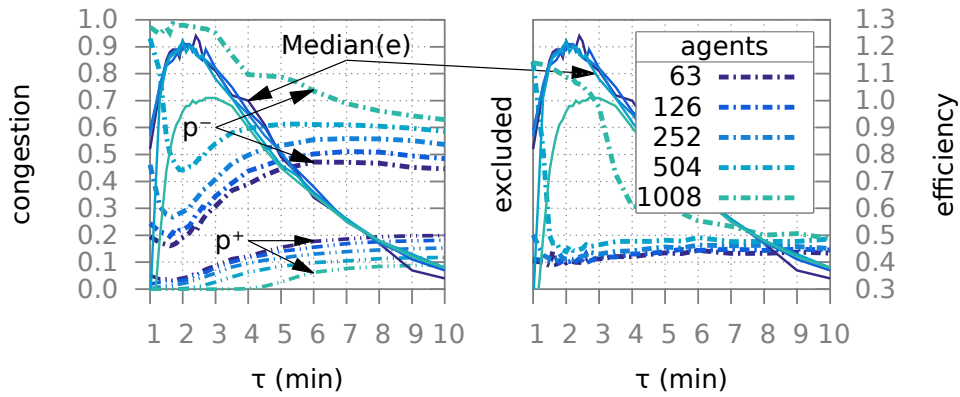 1.0
0.9
0.8
0.7
0.6
0.5
0.4
0.3
0.2
0.1
0.0
congestion
Median(e)
p⁻
p⁺
1 2 3 4 5 6 7 8 9 10
τ (min)
excluded
agents
63
126
252
504
1008
1 2 3 4 5 6 7 8 9 10
τ (min)
1.3
1.2
1.1
1.0
0.9
0.8
0.7
0.6
0.5
0.4
0.3
efficiency